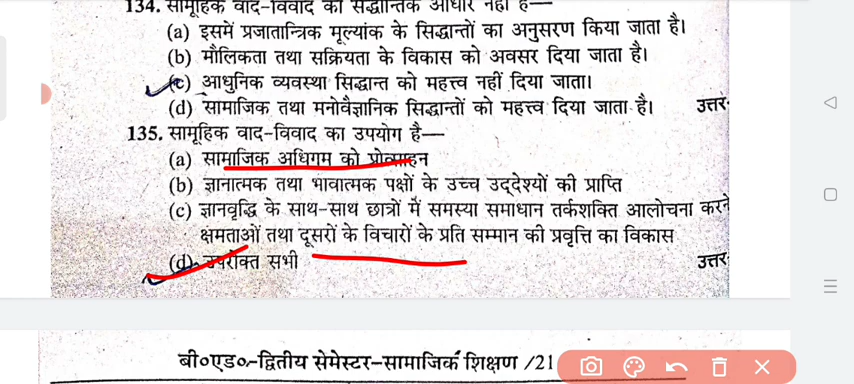 134. सामूहिक वाद-विवाद का सैद्धान्तिक आधार नहीं है—
(a) इसमें प्रजातान्त्रिक मूल्यांक के सिद्धान्तों का अनुसरण किया जाता है।
(b) मौलिकता तथा सक्रियता के विकास को अवसर दिया जाता है।
(c) आधुनिक व्यवस्था सिद्धान्त को महत्त्व नहीं दिया जाता।
(d) सामाजिक तथा मनोवैज्ञानिक सिद्धान्तों को महत्त्व दिया जाता है। उत्तर
135. सामूहिक वाद-विवाद का उपयोग है—
(a) सामाजिक अधिगम को प्रोत्साहन
(b) ज्ञानात्मक तथा भावात्मक पक्षों के उच्च उद्देश्यों की प्राप्ति
(c) ज्ञानवृद्धि के साथ-साथ छात्रों में समस्या समाधान तर्कशक्ति आलोचना करने
क्षमताओं तथा दूसरों के विचारों के प्रति सम्मान की प्रवृत्ति का विकास
(d) उपरोक्त सभी उत्तर
बी०एड०-द्वितीय सेमेस्टर-सामाजिक शिक्षण /21